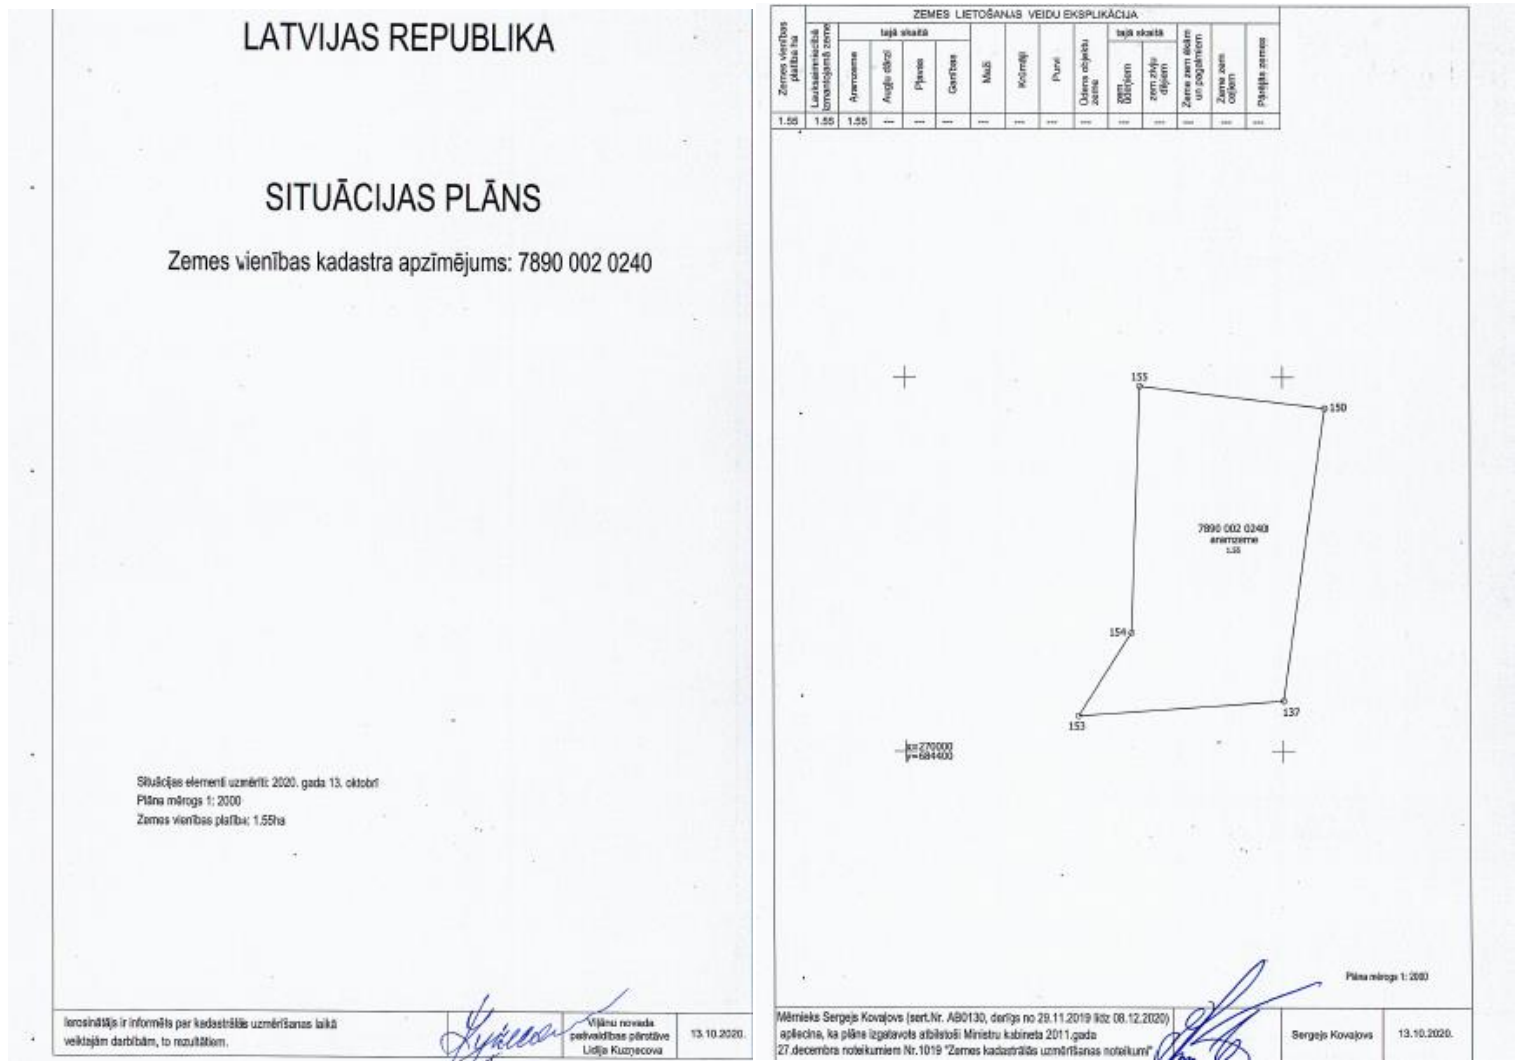 LATVIJAS REPUBLIKA
SITUĀCIJAS PLĀNS
Zemes vienības kadastra apzīmējums: 7890 002 0240
Situācijas elementi uzmērīti: 2020. gada 13. oktobrī
Plāna mērogs 1: 2000
Zemes vienības platība: 1.55ha
Ierosinātājs ir informēts par kadastrālās uzmērīšanas laikā
veiktajām darbībām, to rezultātiem.
Viļānu novada
pašvaldības pārstāve
Lidija Kuzņecova
13.10.2020.
ZEMES LIETOŠANAS VEIDU EKSPLIKĀCIJA
Zemes vienības
platība ha
Lauksaimniecībā
izmantojamā zeme
tajā skaitā
Aramzeme
Augļu dārzi
Pļavas
Ganības
Meži
Krūmāji
Purvi
Ūdens objektu
zeme
tajā skaitā
zem
ūdeņiem
zem zivju
dīķiem
Zeme zem ēkām
un pagalmiem
Zeme zem
ceļiem
Pārējās zemes
1.55 1.55 1.55 --- --- --- --- --- --- --- --- --- --- --- ---
155
150
7890 002 0240
aramzeme
1.55
154
153
137
x=270000
y=684400
Plāna mērogs 1: 2000
Mērnieks Sergejs Kovaļovs (sert.Nr. AB0130, derīgs no 29.11.2019 līdz 08.12.2020)
apliecina, ka plāns izgatavots atbilstoši Ministru kabineta 2011.gada
27.decembra noteikumiem Nr.1019 "Zemes kadastrālās uzmērīšanas noteikumi"
Sergejs Kovaļovs
13.10.2020.